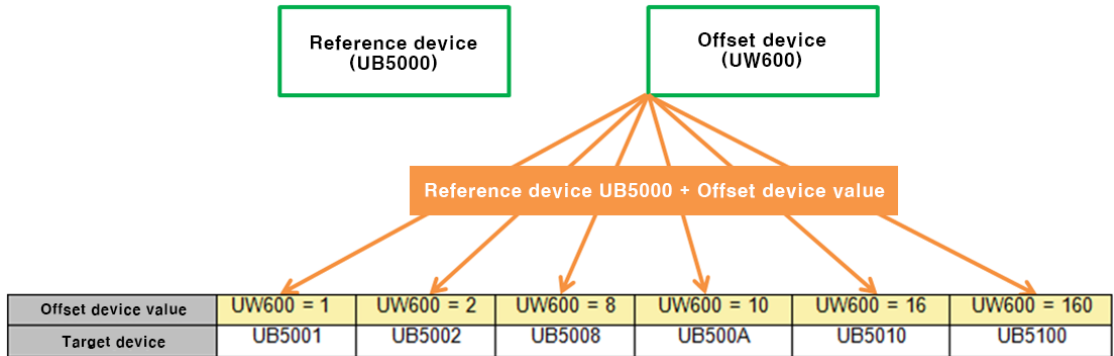 Reference device
(UB5000)
Offset device
(UW600)
Reference device UB5000 + Offset device value
Offset device value UW600 = 1 UW600 = 2 UW600 = 8 UW600 = 10 UW600 = 16 UW600 = 160
Target device UB5001 UB5002 UB5008 UB500A UB5010 UB5100